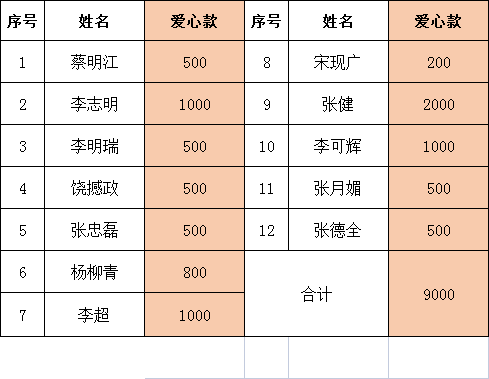 序号 姓名 爱心款 序号 姓名 爱心款
1 蔡明江 500 8 宋现广 200
2 李志明 1000 9 张健 2000
3 李明瑞 500 10 李可辉 1000
4 饶撼政 500 11 张月媚 500
5 张忠磊 500 12 张德全 500
6 杨柳青 800 合计 9000
7 李超 1000